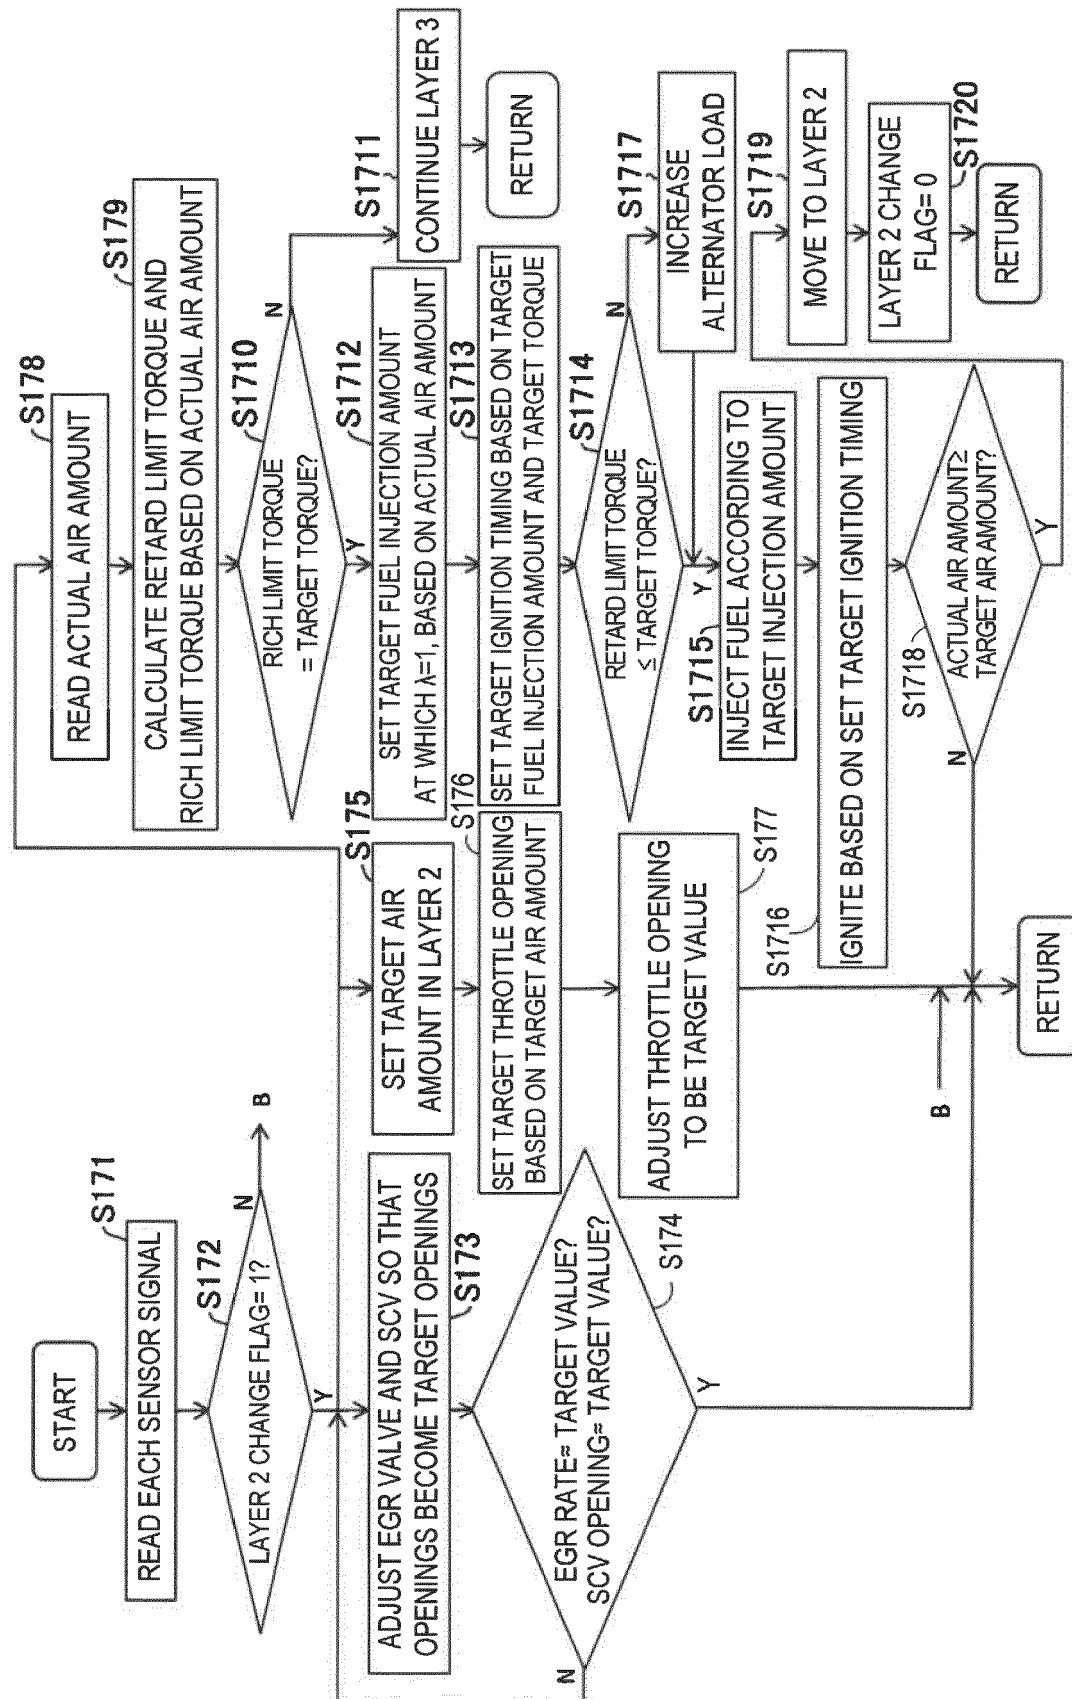 START
READ EACH SENSOR SIGNAL
S171
LAYER 2 CHANGE FLAG= 1?
S172
N
B
Y
ADJUST EGR VALVE AND SCV SO THAT
OPENINGS BECOME TARGET OPENINGS
S173
EGR RATE≈ TARGET VALUE?
SCV OPENING≈ TARGET VALUE?
S174
N
Y
SET TARGET AIR
AMOUNT IN LAYER 2
S175
SET TARGET THROTTLE OPENING
BASED ON TARGET AIR AMOUNT
S176
ADJUST THROTTLE OPENING
TO BE TARGET VALUE
S177
B
RETURN
READ ACTUAL AIR AMOUNT
S178
CALCULATE RETARD LIMIT TORQUE AND
RICH LIMIT TORQUE BASED ON ACTUAL AIR AMOUNT
S179
RICH LIMIT TORQUE
= TARGET TORQUE?
S1710
N
Y
CONTINUE LAYER 3
S1711
RETURN
SET TARGET FUEL INJECTION AMOUNT
AT WHICH λ=1, BASED ON ACTUAL AIR AMOUNT
S1712
SET TARGET IGNITION TIMING BASED ON TARGET
FUEL INJECTION AMOUNT AND TARGET TORQUE
S1713
RETARD LIMIT TORQUE
≤ TARGET TORQUE?
S1714
N
Y
INCREASE
ALTERNATOR LOAD
S1717
INJECT FUEL ACCORDING TO
TARGET INJECTION AMOUNT
S1715
IGNITE BASED ON SET TARGET IGNITION TIMING
S1716
ACTUAL AIR AMOUNT≥
TARGET AIR AMOUNT?
S1718
N
Y
MOVE TO LAYER 2
S1719
LAYER 2 CHANGE
FLAG= 0
S1720
RETURN